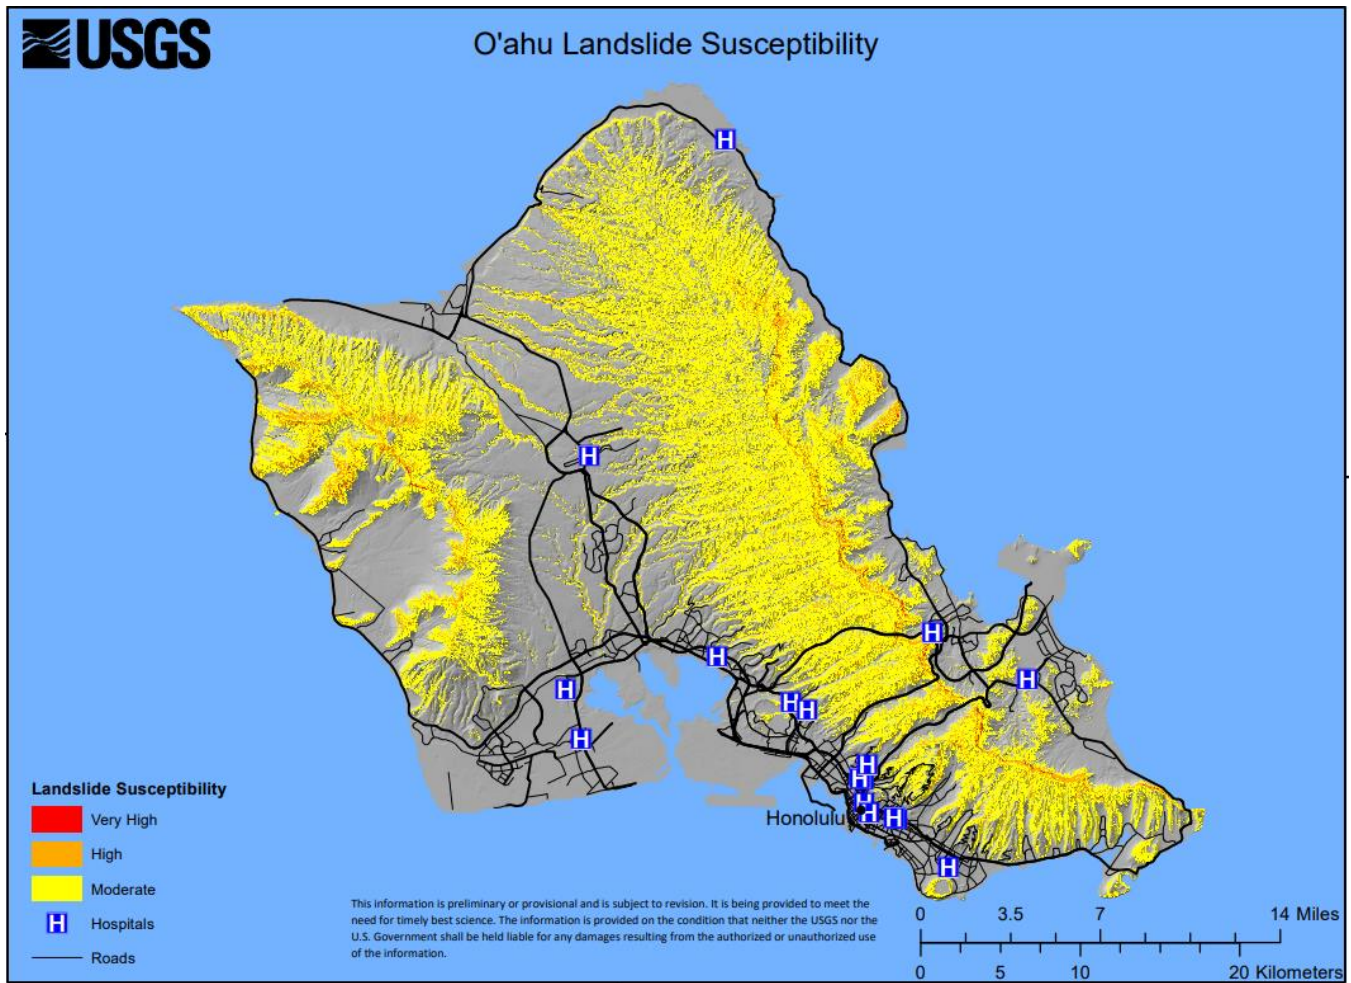 USGS
O'ahu Landslide Susceptibility
H
H
H
H
H
H
H
H
H
H
H
H
H
H
Honolulu
H
H
Landslide Susceptibility
Very High
High
Moderate
H Hospitals
Roads
This information is preliminary or provisional and is subject to revision. It is being provided to meet the
need for timely best science. The information is provided on the condition that neither the USGS nor the
U.S. Government shall be held liable for any damages resulting from the authorized or unauthorized use
of the information.
0 3.5 7 14 Miles
0 5 10 20 Kilometers